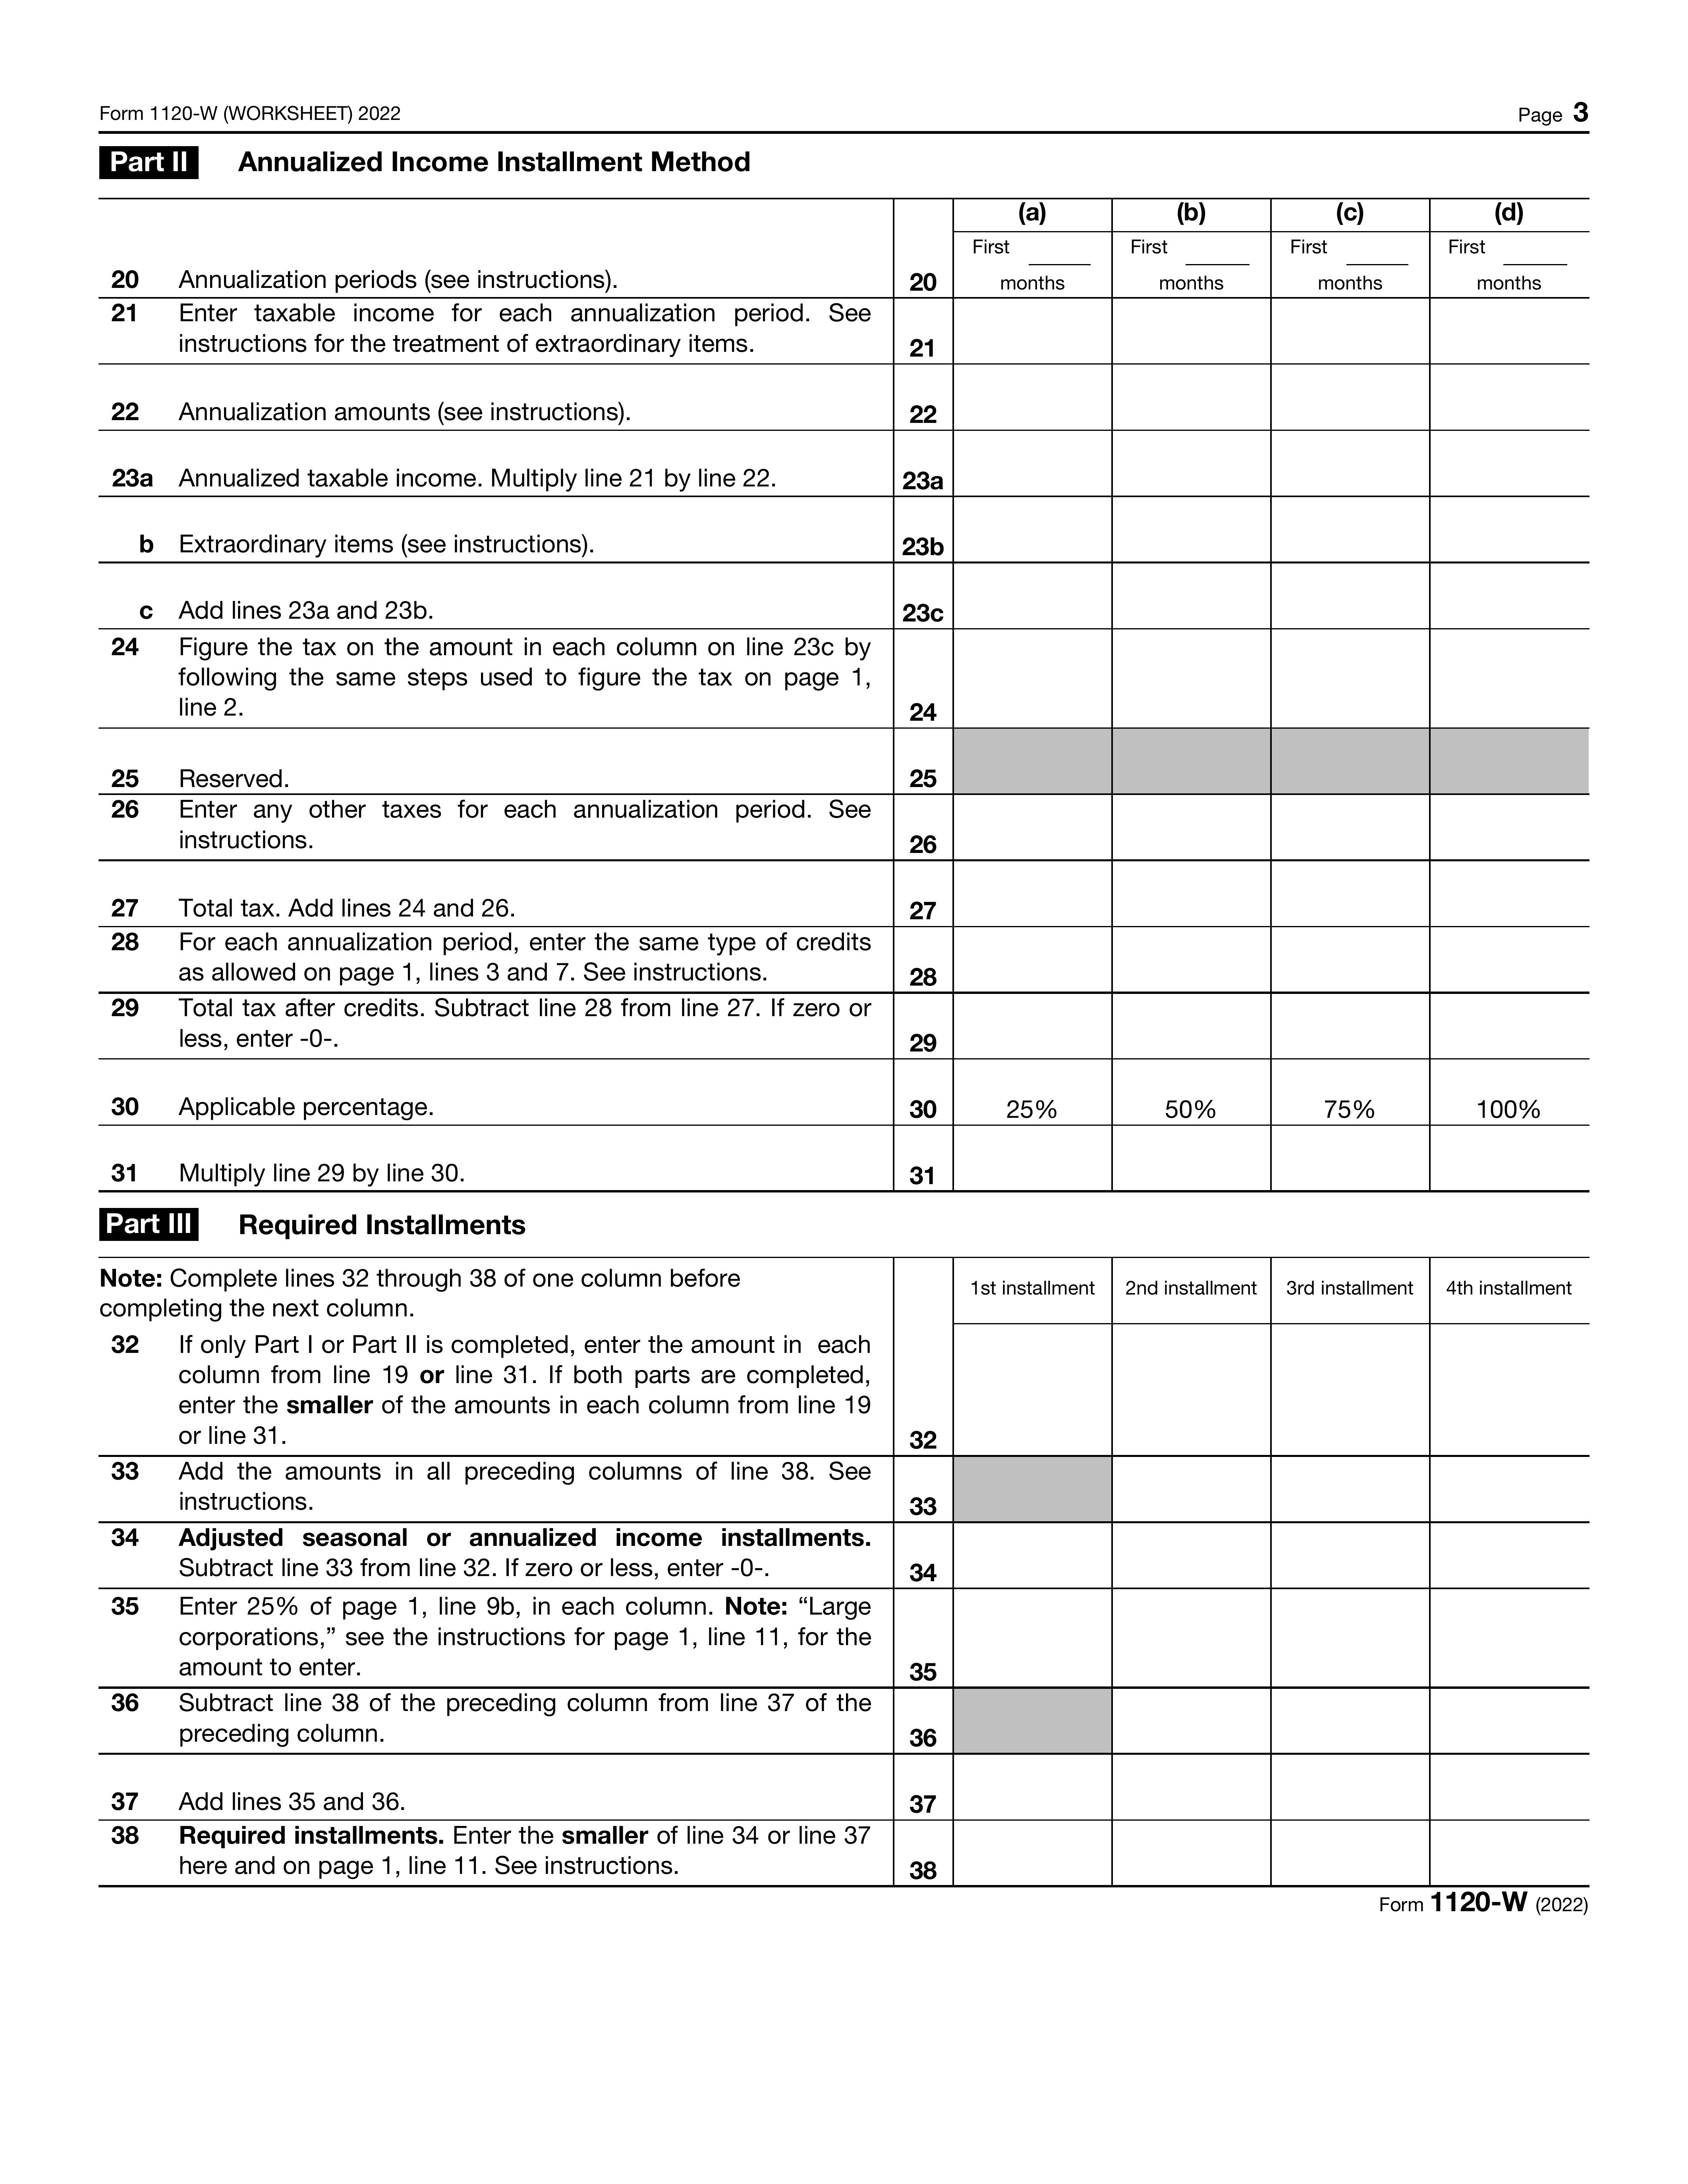 Form 1120-W (WORKSHEET) 2022 Page 3
Part II Annualized Income Installment Method
(a) (b) (c) (d)
First First First First
20 Annualization periods (see instructions). 20 months months months months
21 Enter taxable income for each annualization period. See
instructions for the treatment of extraordinary items. 21
22 Annualization amounts (see instructions). 22
23a Annualized taxable income. Multiply line 21 by line 22. 23a
b Extraordinary items (see instructions). 23b
c Add lines 23a and 23b. 23c
24 Figure the tax on the amount in each column on line 23c by
following the same steps used to figure the tax on page 1,
line 2. 24
25 Reserved. 25
26 Enter any other taxes for each annualization period. See
instructions. 26
27 Total tax. Add lines 24 and 26. 27
28 For each annualization period, enter the same type of credits
as allowed on page 1, lines 3 and 7. See instructions. 28
29 Total tax after credits. Subtract line 28 from line 27. If zero or
less, enter -0-. 29
30 Applicable percentage. 30 25% 50% 75% 100%
31 Multiply line 29 by line 30. 31
Part III Required Installments
Note: Complete lines 32 through 38 of one column before
completing the next column.
1st installment 2nd installment 3rd installment 4th installment
32 If only Part I or Part II is completed, enter the amount in each
column from line 19 or line 31. If both parts are completed,
enter the smaller of the amounts in each column from line 19
or line 31. 32
33 Add the amounts in all preceding columns of line 38. See
instructions. 33
34 Adjusted seasonal or annualized income installments.
Subtract line 33 from line 32. If zero or less, enter -0-. 34
35 Enter 25% of page 1, line 9b, in each column. Note: “Large
corporations,” see the instructions for page 1, line 11, for the
amount to enter. 35
36 Subtract line 38 of the preceding column from line 37 of the
preceding column. 36
37 Add lines 35 and 36. 37
38 Required installments. Enter the smaller of line 34 or line 37
here and on page 1, line 11. See instructions. 38
Form 1120-W (2022)